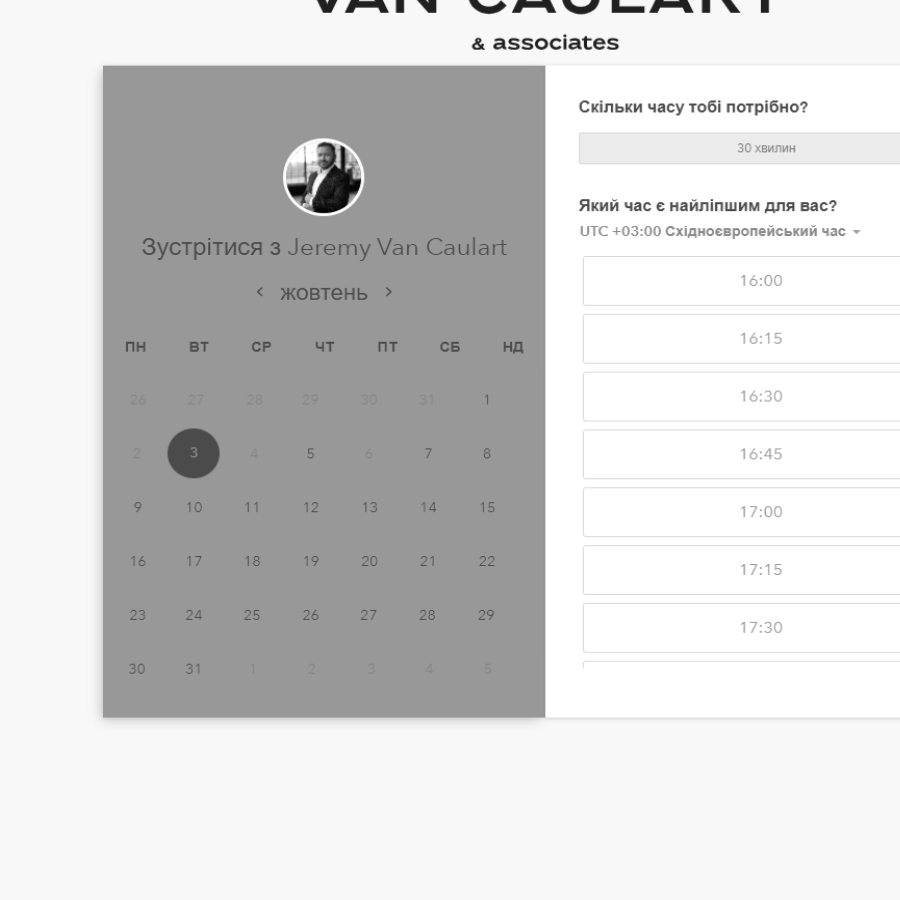 VAN CAULART
& associates
Зустрітися з Jeremy Van Caulart
жовтень
ПН ВТ СР ЧТ ПТ СБ НД
26 27 28 29 30 31 1
2 3 4 5 6 7 8
9 10 11 12 13 14 15
16 17 18 19 20 21 22
23 24 25 26 27 28 29
30 31 1 2 3 4 5
Скільки часу тобі потрібно?
30 хвилин
Який час є найліпшим для вас?
UTC +03:00 Східноєвропейський час
16:00
16:15
16:30
16:45
17:00
17:15
17:30